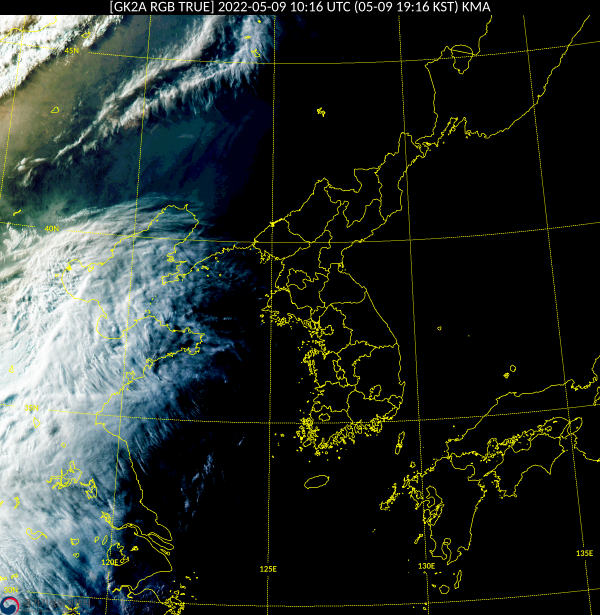 [GK2A RGB TRUE] 2022-05-09 10:16 UTC (05-09 19:16 KST) KMA
45N
40N
135E
120E
130E
125E